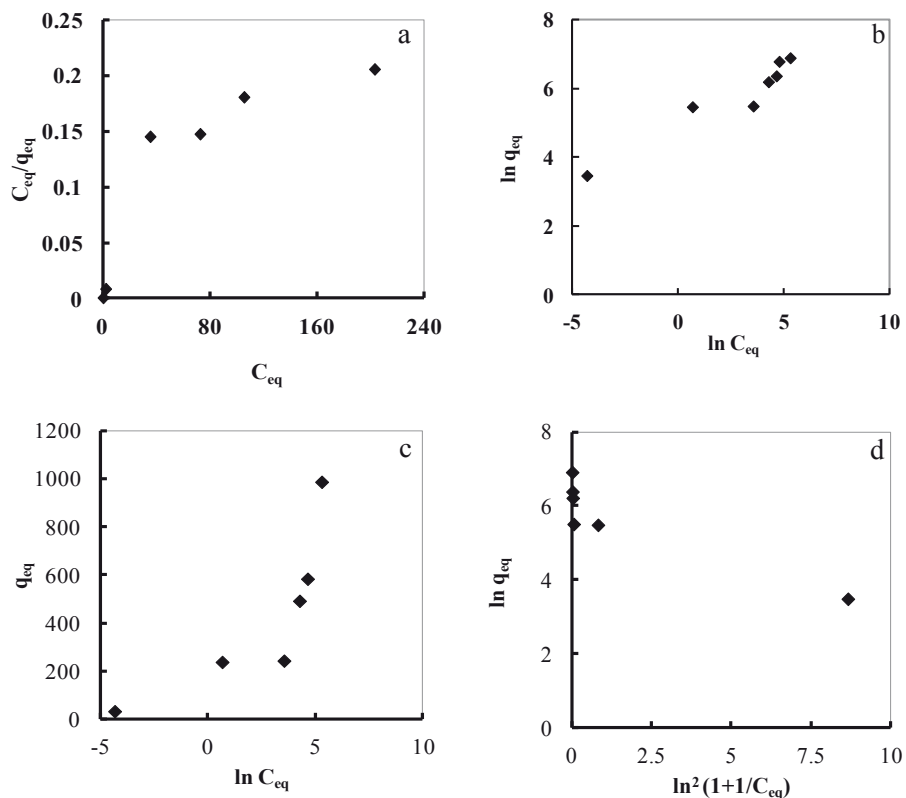 a
0.25
0.2
0.15
0.1
0.05
0
C_eq/q_eq
0 80 160 240
C_eq
b
8
6
4
2
0
ln q_eq
-5 0 5 10
ln C_eq
c
1200
1000
800
600
400
200
0
q_eq
-5 0 5 10
ln C_eq
d
8
6
4
2
0
ln q_eq
0 2.5 5 7.5 10
ln² (1+1/C_eq)